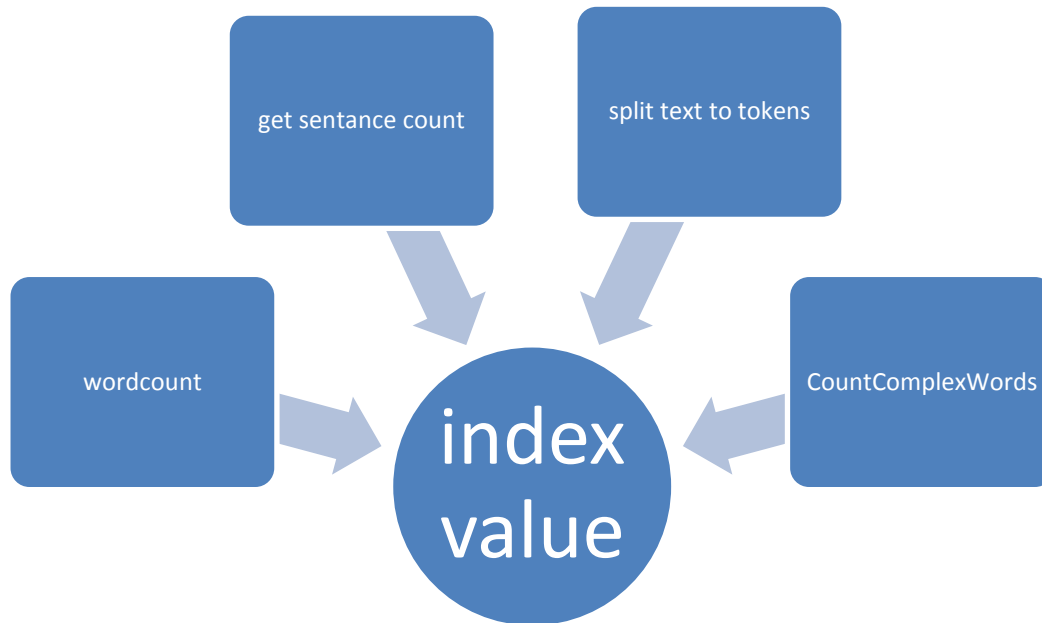 get sentance count
split text to tokens
wordcount
CountComplexWords
index
value